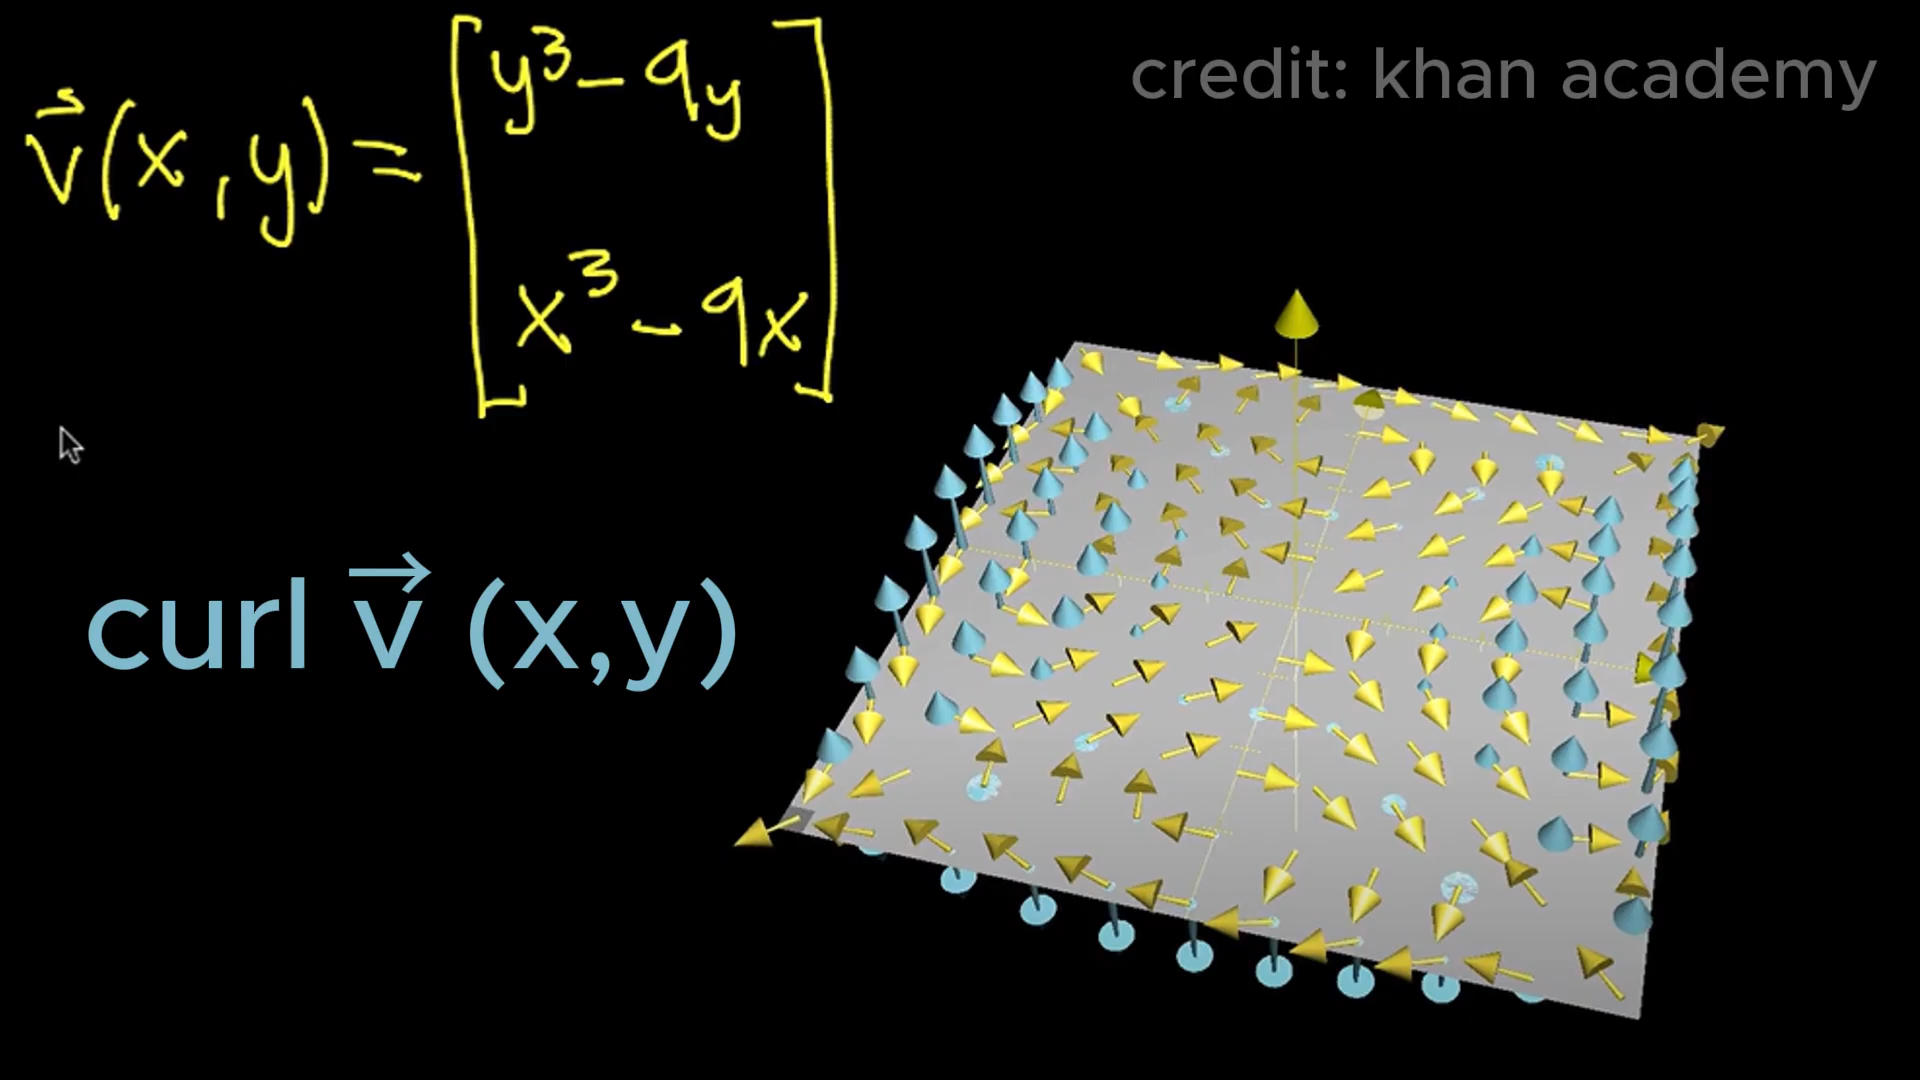 credit: khan academy
v⃗(x,y) = [y³ - 9y
x³ - 9x]
curl v⃗ (x,y)